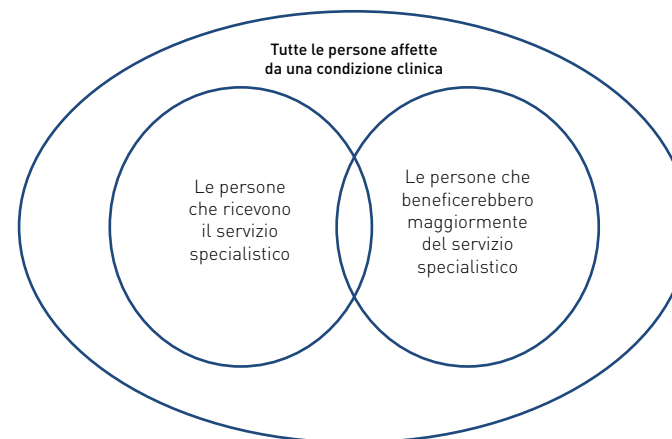 Tutte le persone affette
da una condizione clinica
Le persone
che ricevono
il servizio
specialistico
Le persone che
beneficerebbero
maggiormente
del servizio
specialistico